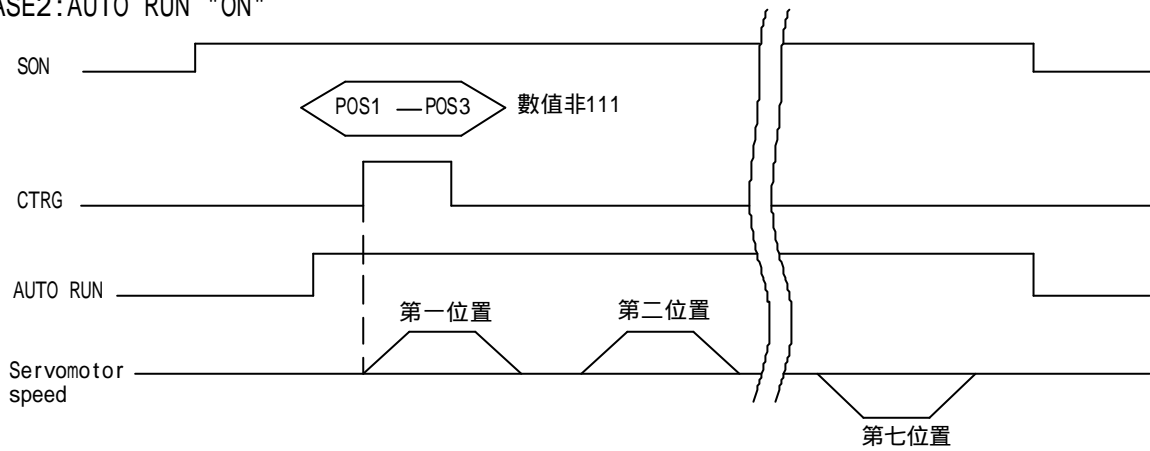 ASE2:AUTO RUN "ON"
SON
POS1 — POS3 數值非111
CTRG
AUTO RUN
第一位置
第二位置
Servomotor
speed
第七位置